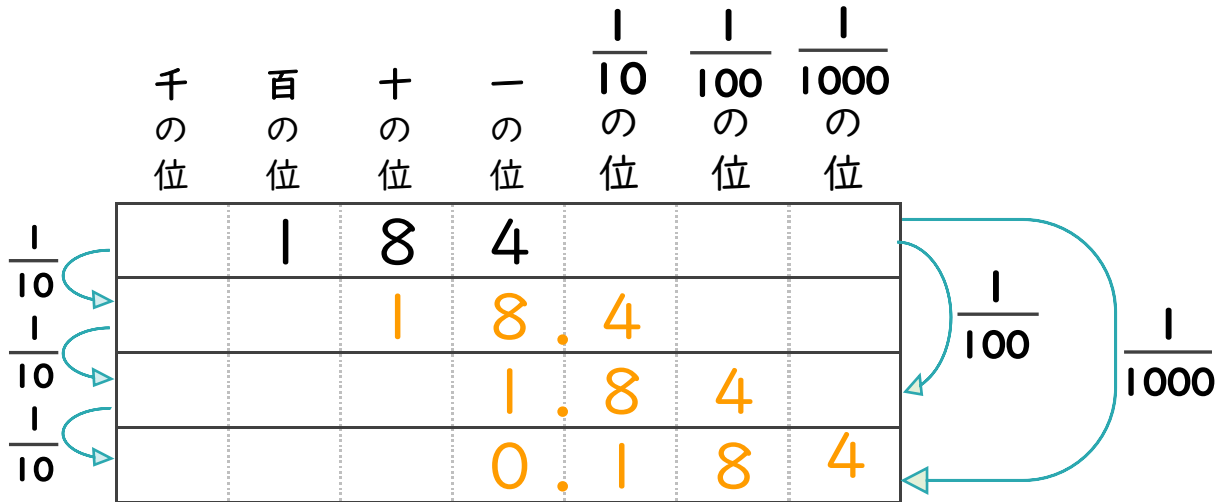 千の位 百の位 十の位 一の位 1/10の位 1/100の位 1/1000の位
1 8 4
1/10
1 8 . 4
1/100
1/10
1/1000
1 . 8 4
1/10
0 . 1 8 4